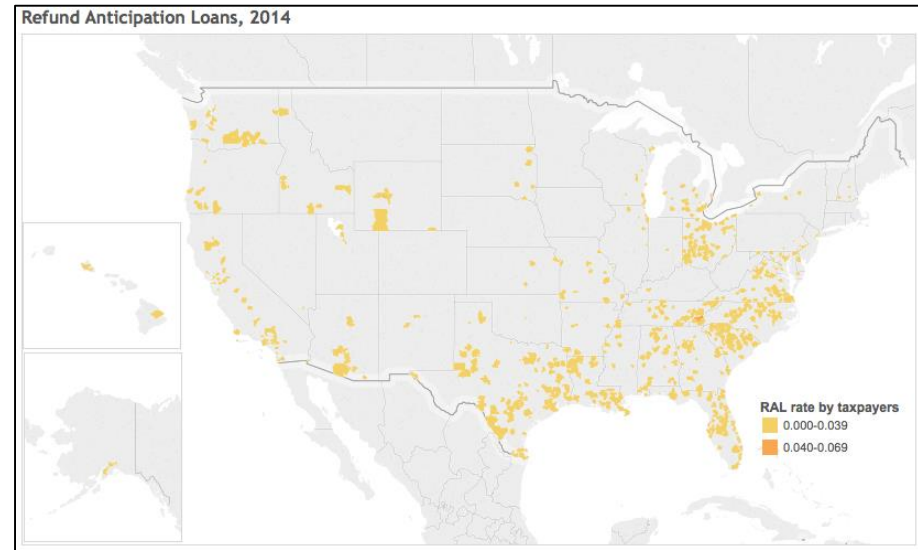 Refund Anticipation Loans, 2014
RAL rate by taxpayers
0.000-0.039
0.040-0.069